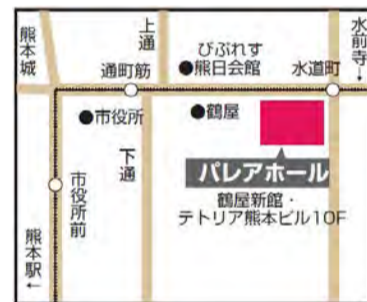 熊本城
上通
びぷれす
●熊日会館
水前寺→
通町筋
水道町
●市役所
●鶴屋
下通
パレアホール
鶴屋新館・
テトリア熊本ビル10F
市役所前
熊本駅←